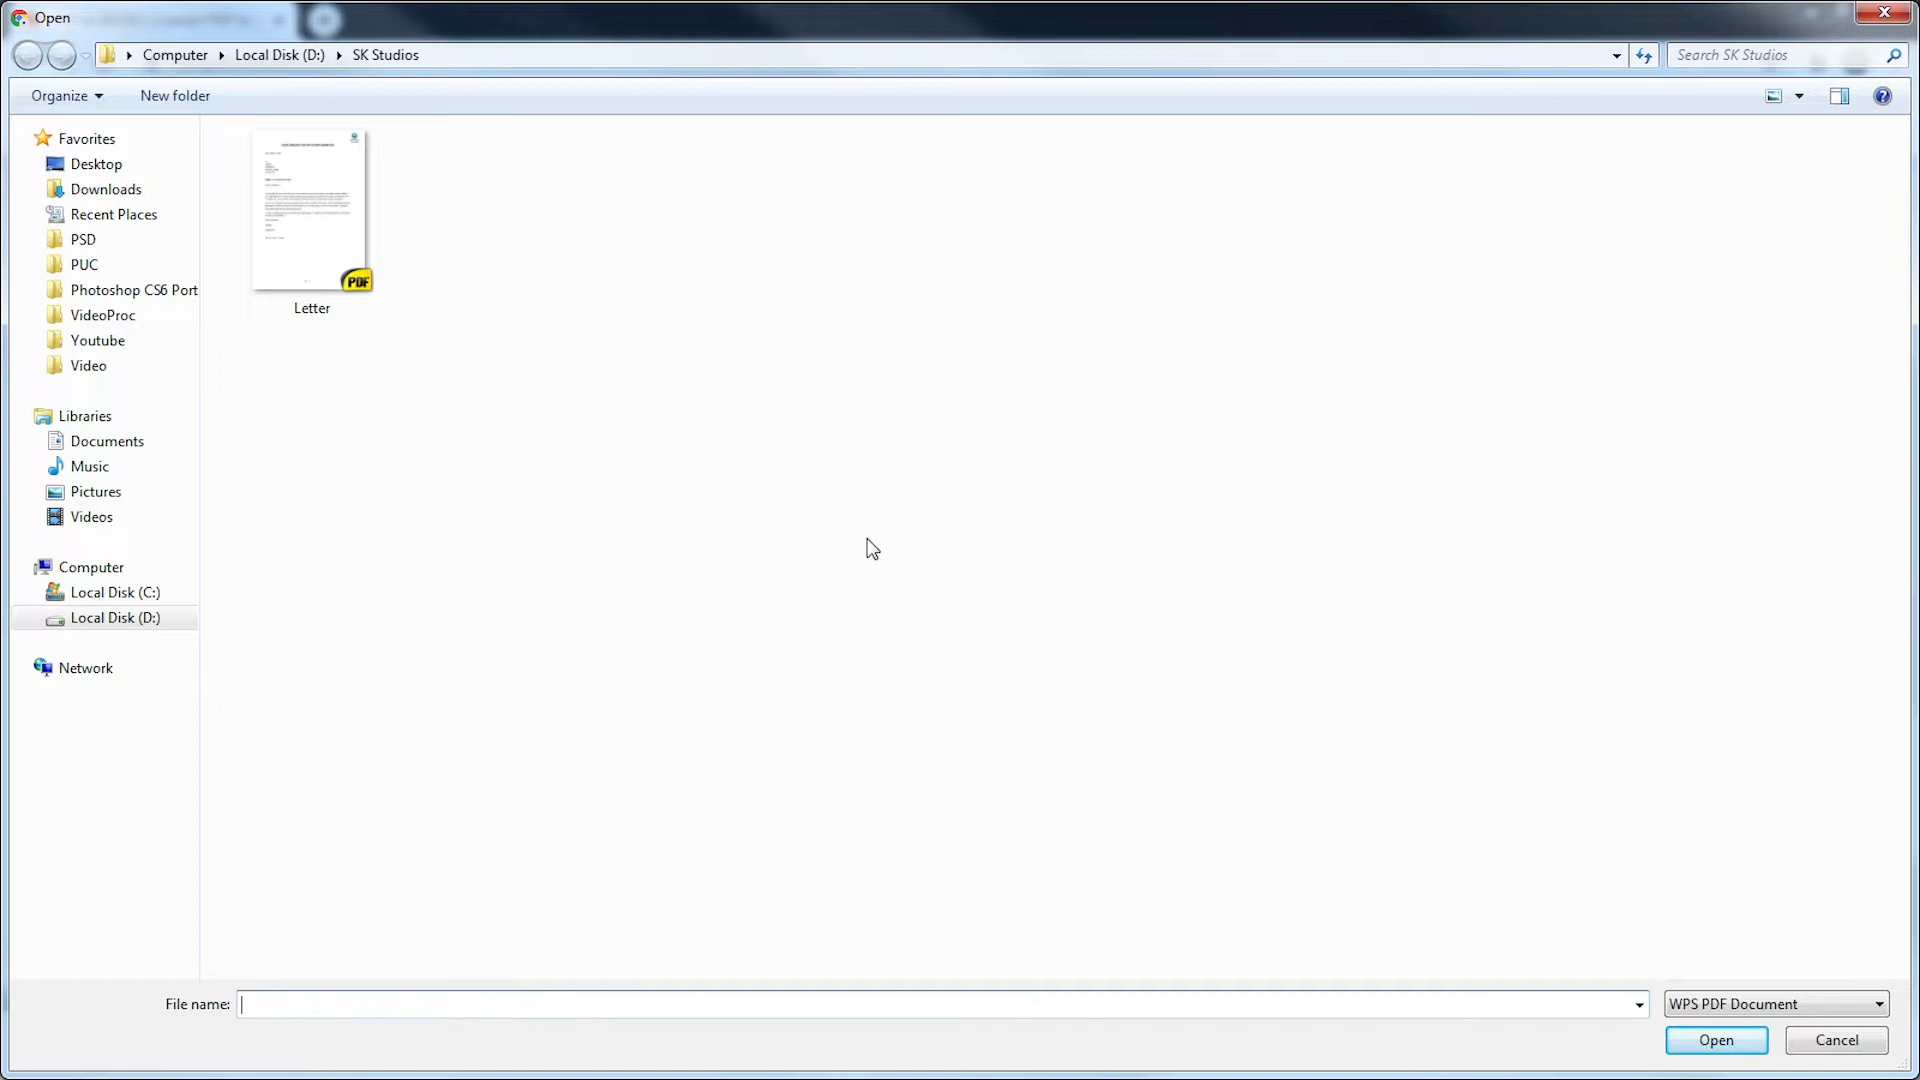 Open
Computer
Local Disk (D:)
SK Studios
Search SK Studios
Organize
New folder
Favorites
Desktop
Downloads
Recent Places
PSD
PUC
Photoshop CS6 Port
VideoProc
Youtube
Video
Libraries
Documents
Music
Pictures
Videos
Computer
Local Disk (C:)
Local Disk (D:)
Network
PDF
Letter
File name:
WPS PDF Document
Open
Cancel